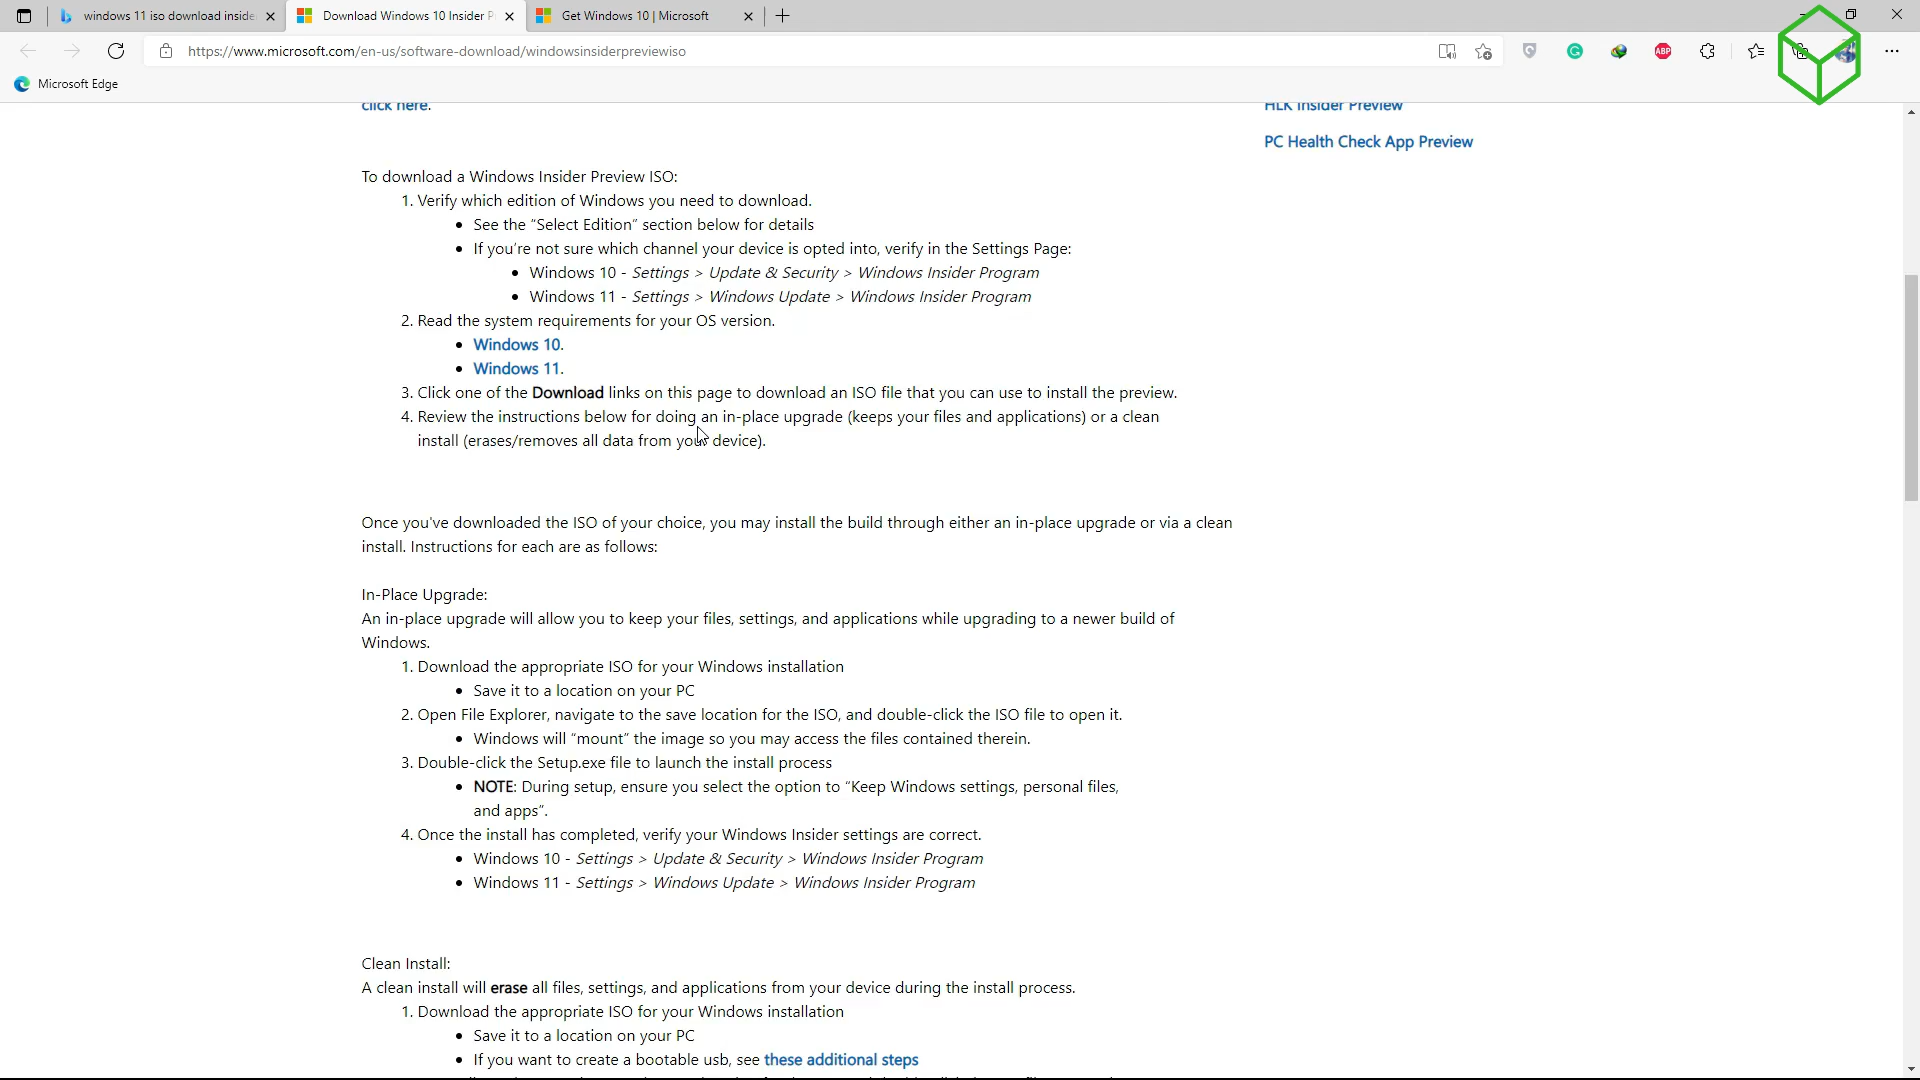 windows 11 iso download inside
Download Windows 10 Insider P
Get Windows 10 | Microsoft
https://www.microsoft.com/en-us/software-download/windowsinsiderpreviewiso
ABP
Microsoft Edge
click here.
HLK Insider Preview
PC Health Check App Preview
To download a Windows Insider Preview ISO:
1. Verify which edition of Windows you need to download.
• See the "Select Edition" section below for details
• If you're not sure which channel your device is opted into, verify in the Settings Page:
• Windows 10 - Settings > Update & Security > Windows Insider Program
• Windows 11 - Settings > Windows Update > Windows Insider Program
2. Read the system requirements for your OS version.
• Windows 10.
• Windows 11.
3. Click one of the Download links on this page to download an ISO file that you can use to install the preview.
4. Review the instructions below for doing an in-place upgrade (keeps your files and applications) or a clean
install (erases/removes all data from your device).
Once you've downloaded the ISO of your choice, you may install the build through either an in-place upgrade or via a clean
install. Instructions for each are as follows:
In-Place Upgrade:
An in-place upgrade will allow you to keep your files, settings, and applications while upgrading to a newer build of
Windows.
1. Download the appropriate ISO for your Windows installation
• Save it to a location on your PC
2. Open File Explorer, navigate to the save location for the ISO, and double-click the ISO file to open it.
• Windows will "mount" the image so you may access the files contained therein.
3. Double-click the Setup.exe file to launch the install process
• NOTE: During setup, ensure you select the option to "Keep Windows settings, personal files,
and apps".
4. Once the install has completed, verify your Windows Insider settings are correct.
• Windows 10 - Settings > Update & Security > Windows Insider Program
• Windows 11 - Settings > Windows Update > Windows Insider Program
Clean Install:
A clean install will erase all files, settings, and applications from your device during the install process.
1. Download the appropriate ISO for your Windows installation
• Save it to a location on your PC
• If you want to create a bootable usb, see these additional steps